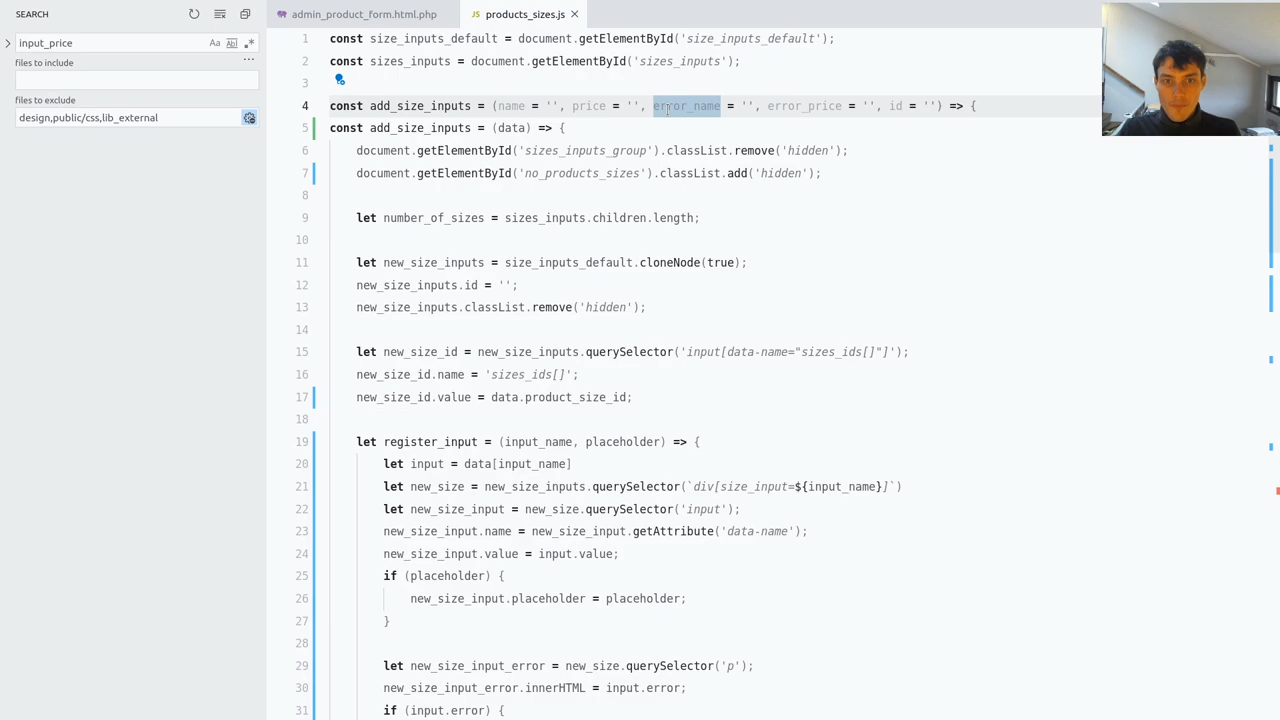 SEARCH
input_price
Aa
ab
files to include
files to exclude
design,public/css,lib_external
admin_product_form.html.php
JS products_sizes.js
1 const size_inputs_default = document.getElementById('size_inputs_default');
2 const sizes_inputs = document.getElementById('sizes_inputs');
3
4 const add_size_inputs = (name = '', price = '', error_name = '', error_price = '', id = '') => {
5 const add_size_inputs = (data) => {
6 document.getElementById('sizes_inputs_group').classList.remove('hidden');
7 document.getElementById('no_products_sizes').classList.add('hidden');
8
9 let number_of_sizes = sizes_inputs.children.length;
10
11 let new_size_inputs = size_inputs_default.cloneNode(true);
12 new_size_inputs.id = '';
13 new_size_inputs.classList.remove('hidden');
14
15 let new_size_id = new_size_inputs.querySelector('input[data-name="sizes_ids[]"]');
16 new_size_id.name = 'sizes_ids[]';
17 new_size_id.value = data.product_size_id;
18
19 let register_input = (input_name, placeholder) => {
20 let input = data[input_name]
21 let new_size = new_size_inputs.querySelector(`div[size_input=${input_name}]`)
22 let new_size_input = new_size.querySelector('input');
23 new_size_input.name = new_size_input.getAttribute('data-name');
24 new_size_input.value = input.value;
25 if (placeholder) {
26 new_size_input.placeholder = placeholder;
27 }
28
29 let new_size_input_error = new_size.querySelector('p');
30 new_size_input_error.innerHTML = input.error;
31 if (input.error) {